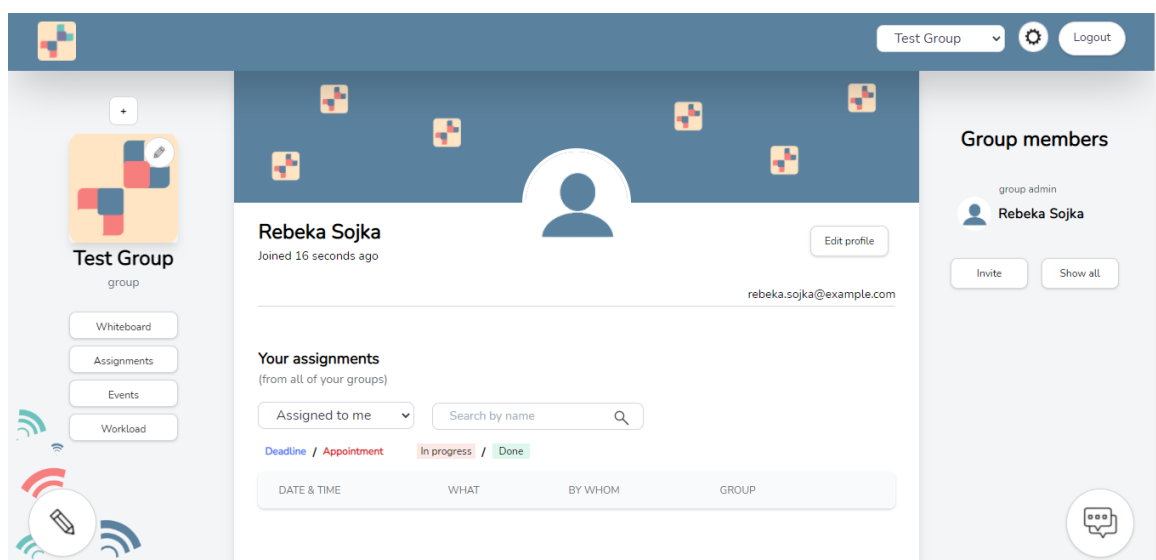 Test Group
Logout
+
Test Group
group
Whiteboard
Assignments
Events
Workload
Rebeka Sojka
Joined 16 seconds ago
Edit profile
rebeka.sojka@example.com
Your assignments
(from all of your groups)
Assigned to me
Search by name
Deadline / Appointment In progress / Done
DATE & TIME WHAT BY WHOM GROUP
Group members
group admin
Rebeka Sojka
Invite Show all